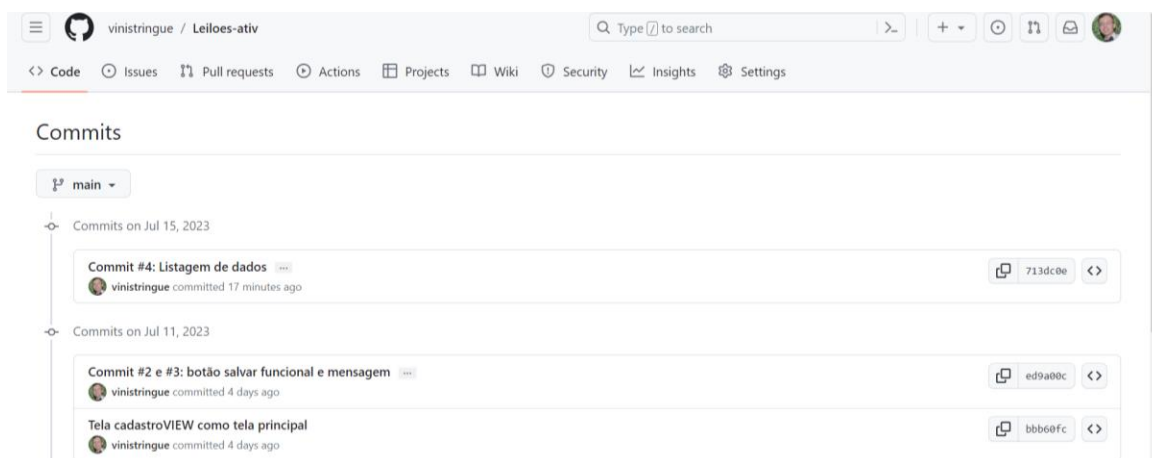 vinistringue / Leiloes-ativ
Type / to search
Code Issues Pull requests Actions Projects Wiki Security Insights Settings
Commits
main
Commits on Jul 15, 2023
Commit #4: Listagem de dados
713dc0e
vinistringue committed 17 minutes ago
Commits on Jul 11, 2023
Commit #2 e #3: botão salvar funcional e mensagem
ed9a00c
vinistringue committed 4 days ago
Tela cadastroVIEW como tela principal
bbb60fc
vinistringue committed 4 days ago